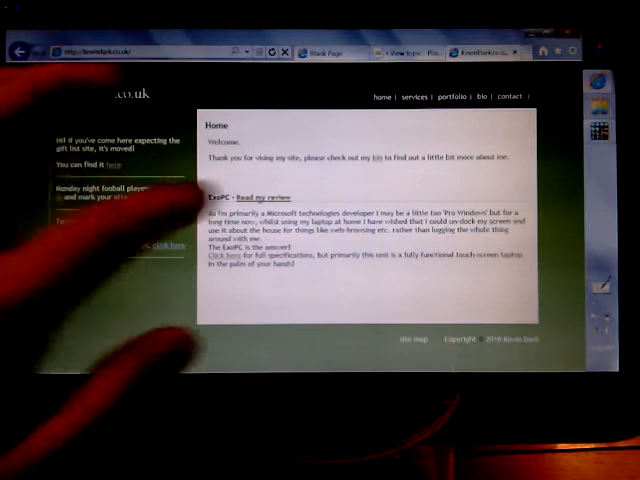 http://kevindark.co.uk/
Blank Page
View topic - Plus...
KevinDark.co.u...
.co.uk
home | services | portfolio | bio | contact |
Hi! If you've come here expecting the
gift list site, it's moved!
You can find it here
Monday night fooball player
and mark your
click here
Home
Welcome.
Thank you for vising my site, please check out my bio to find out a little bit more about me.
ExoPC - Read my review
As I'm primarily a Microsoft technologies developer I may be a little too 'Pro Windows' but for a
long time now, whilst using my laptop at home I have wished that I could un-dock my screen and
use it about the house for things like web-browsing etc. rather than lugging the whole thing
around with me.
The ExoPC is the answer!
Click here for full specifications, but primarily this unit is a fully functional touch-screen laptop
in the palm of your hands!
site map
Copyright © 2010 Kevin Dark